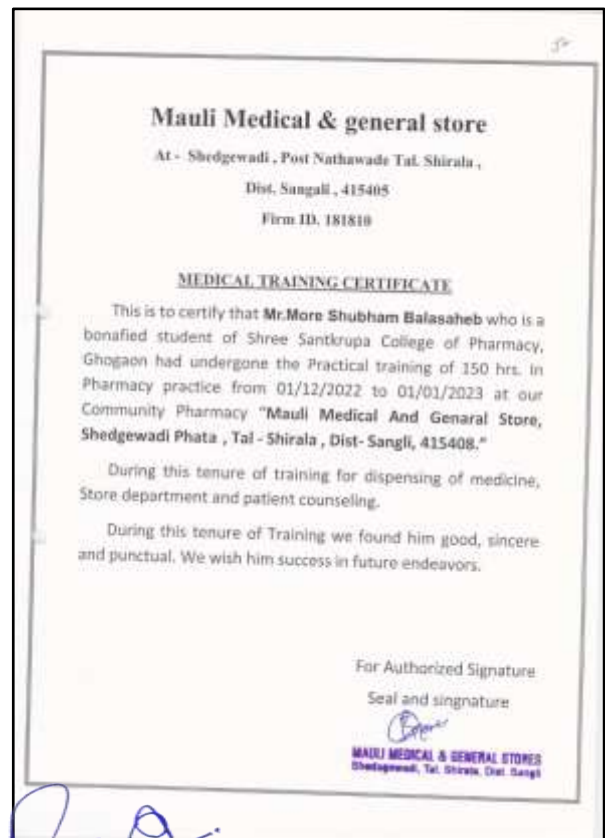 Mauli Medical & general store
At - Shedgewadi , Post Nathawade Tal. Shirala ,
Dist. Sangali , 415405
Firm ID. 181810
MEDICAL TRAINING CERTIFICATE
This is to certify that Mr.More Shubham Balasaheb who is a
bonafied student of Shree Santkrupa College of Pharmacy,
Ghogaon had undergone the Practical training of 150 hrs. In
Pharmacy practice from 01/12/2022 to 01/01/2023 at our
Community Pharmacy "Mauli Medical And Genaral Store,
Shedgewadi Phata , Tal - Shirala , Dist- Sangli, 415408."
During this tenure of training for dispensing of medicine,
Store department and patient counseling.
During this tenure of Training we found him good, sincere
and punctual. We wish him success in future endeavors.
For Authorized Signature
Seal and singnature
MAULI MEDICAL & GENERAL STORES
Shedagewadi, Tal. Shirala, Dist. Sangli